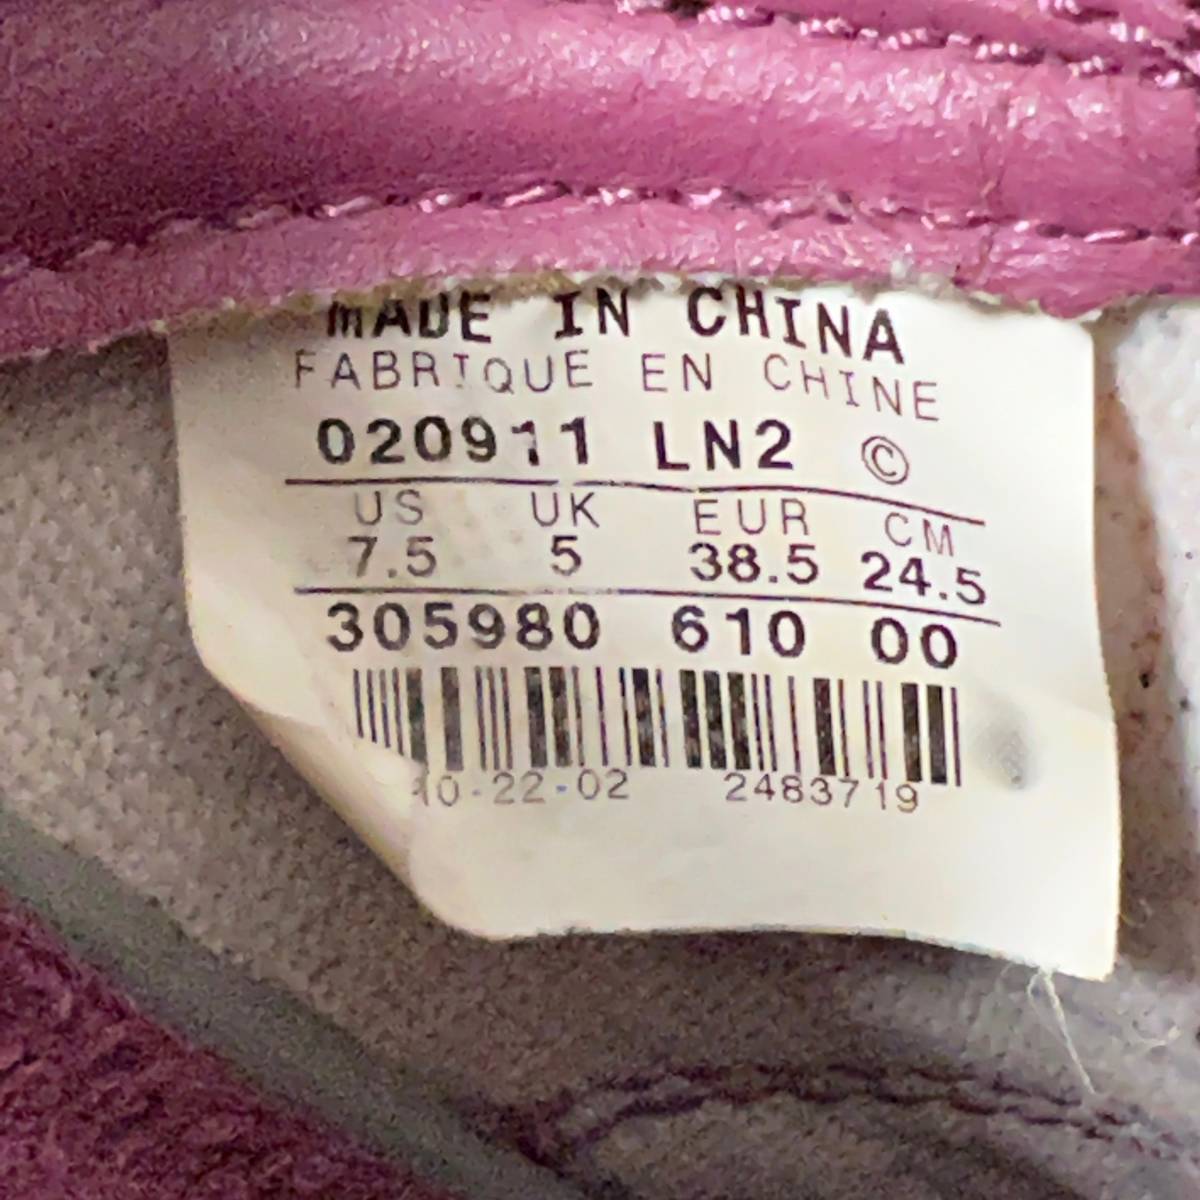 MADE IN CHINA
FABRIQUE EN CHINE
020911 LN2 ©
US UK EUR CM
7.5 5 38.5 24.5
305980 610 00
10-22-02 2483719